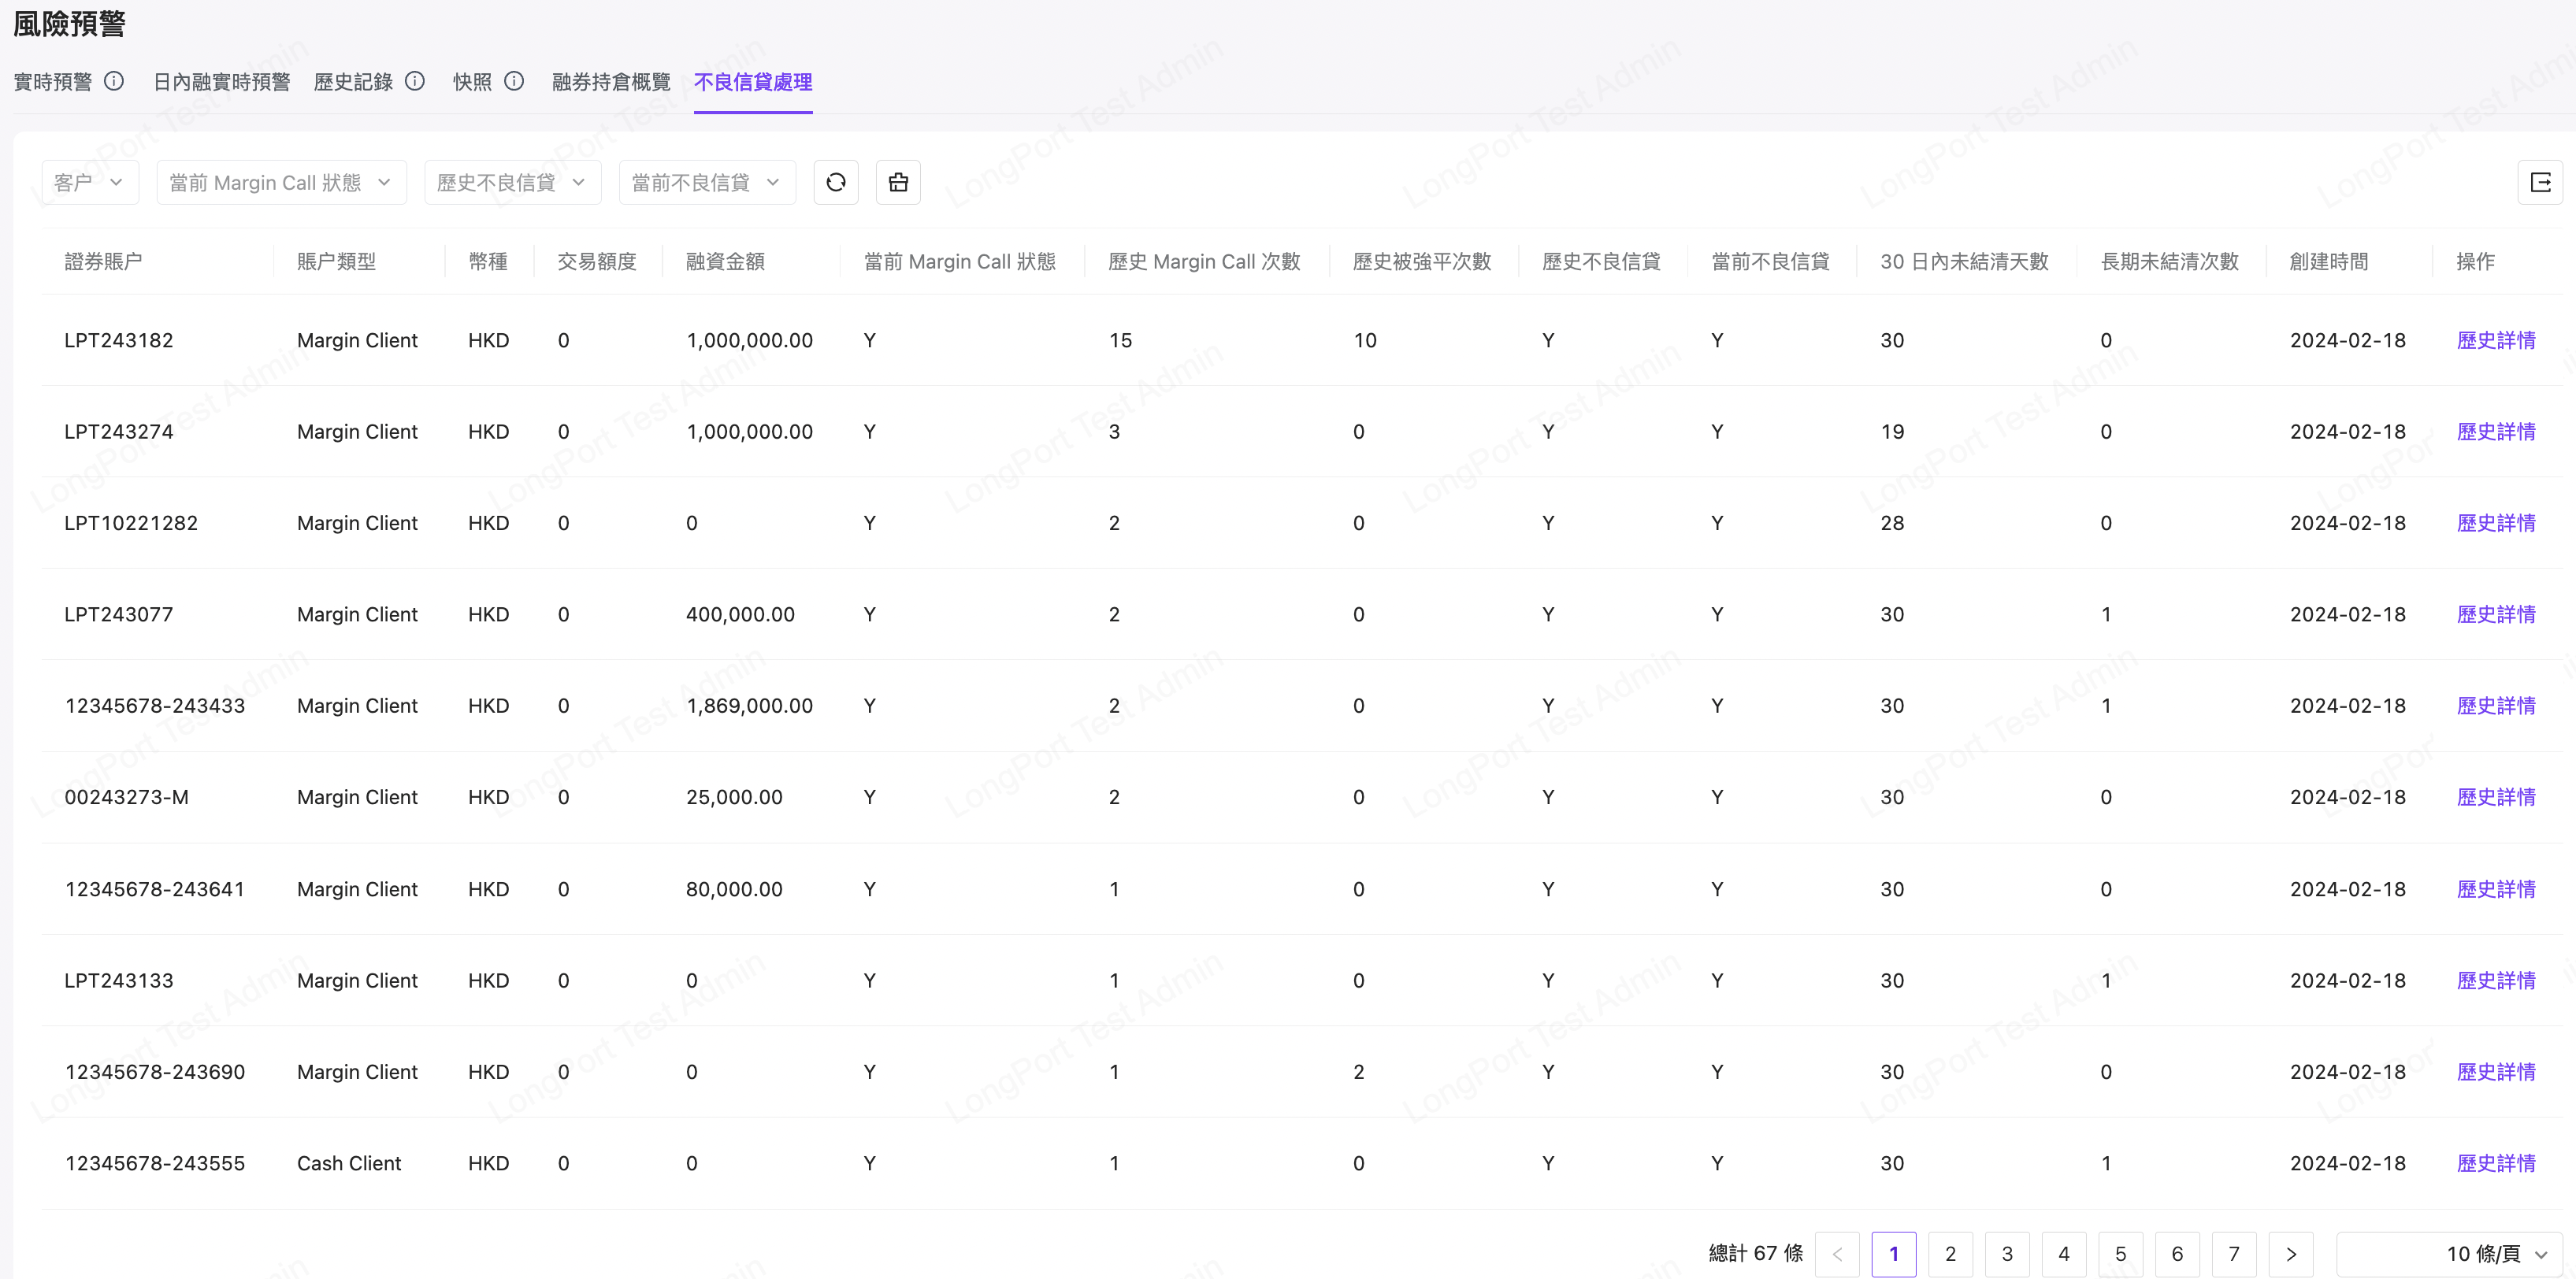 風險預警
實時預警 日內融實時預警 歷史記錄 快照 融券持倉概覽 不良信貸處理
客户 當前 Margin Call 狀態 歷史不良信貸 當前不良信貸
證券賬户 賬户類型 幣種 交易額度 融資金額 當前 Margin Call 狀態 歷史 Margin Call 次數 歷史被強平次數 歷史不良信貸 當前不良信貸 30 日內未結清天數 長期未結清次數 創建時間 操作
LPT243182 Margin Client HKD 0 1,000,000.00 Y 15 10 Y Y 30 0 2024-02-18 歷史詳情
LPT243274 Margin Client HKD 0 1,000,000.00 Y 3 0 Y Y 19 0 2024-02-18 歷史詳情
LPT10221282 Margin Client HKD 0 0 Y 2 0 Y Y 28 0 2024-02-18 歷史詳情
LPT243077 Margin Client HKD 0 400,000.00 Y 2 0 Y Y 30 1 2024-02-18 歷史詳情
12345678-243433 Margin Client HKD 0 1,869,000.00 Y 2 0 Y Y 30 1 2024-02-18 歷史詳情
00243273-M Margin Client HKD 0 25,000.00 Y 2 0 Y Y 30 0 2024-02-18 歷史詳情
12345678-243641 Margin Client HKD 0 80,000.00 Y 1 0 Y Y 30 0 2024-02-18 歷史詳情
LPT243133 Margin Client HKD 0 0 Y 1 0 Y Y 30 1 2024-02-18 歷史詳情
12345678-243690 Margin Client HKD 0 0 Y 1 2 Y Y 30 0 2024-02-18 歷史詳情
12345678-243555 Cash Client HKD 0 0 Y 1 0 Y Y 30 1 2024-02-18 歷史詳情
總計 67 條 1 2 3 4 5 6 7 10 條/頁
LongPort Test Admin